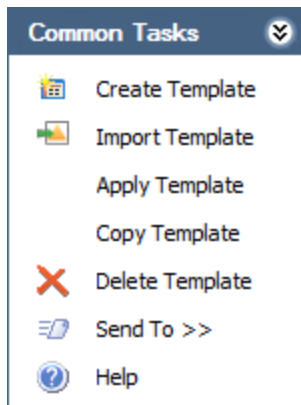 Common Tasks
Create Template
Import Template
Apply Template
Copy Template
Delete Template
Send To >>
Help